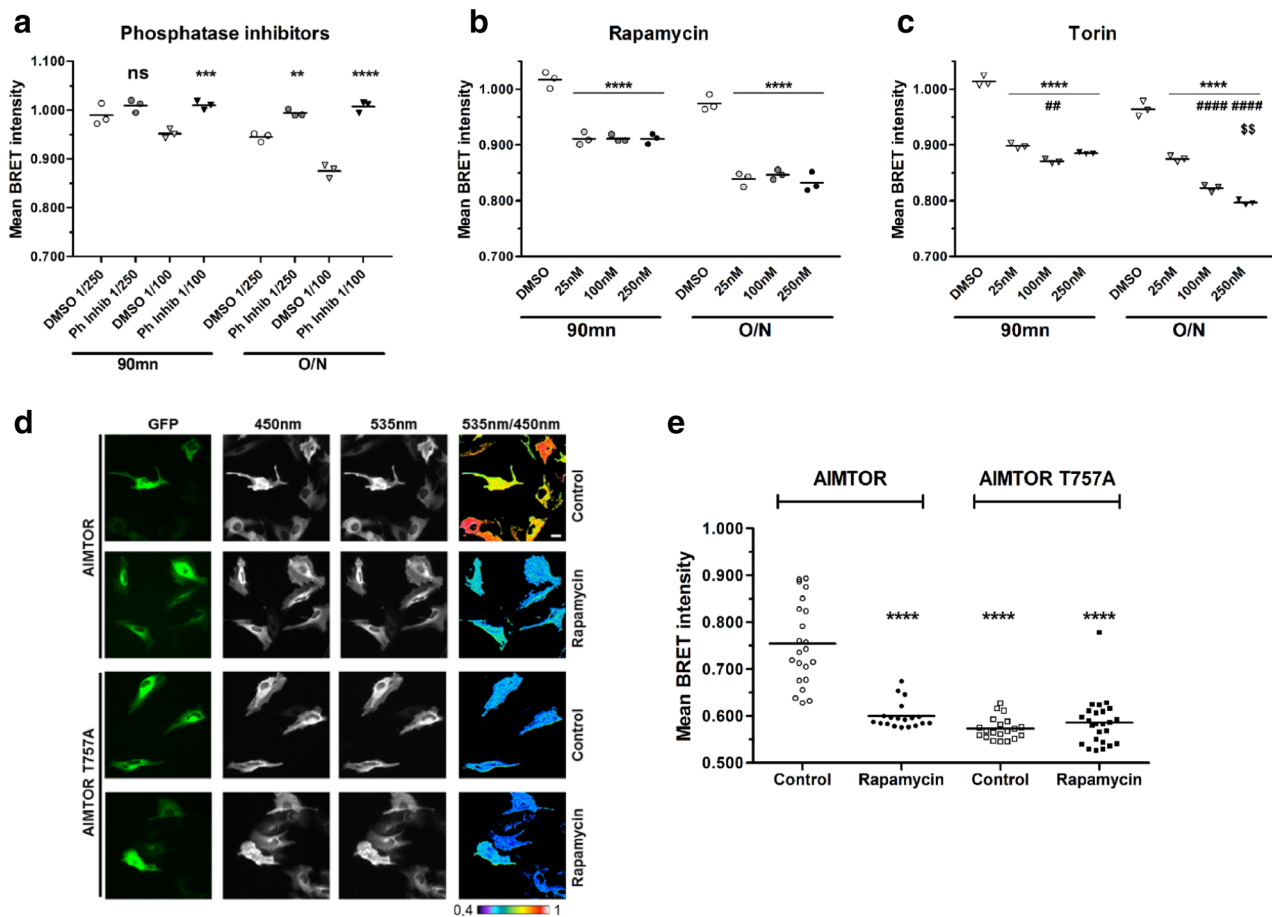 a
Phosphatase inhibitors
Mean BRET intensity
1.100
1.000
0.900
0.800
0.700
ns
***
**
****
DMSO 1/250
Ph Inhib 1/250
DMSO 1/100
Ph Inhib 1/100
DMSO 1/250
Ph Inhib 1/250
DMSO 1/100
Ph Inhib 1/100
90mn
O/N
b
Rapamycin
Mean BRET intensity
1.000
0.900
0.800
0.700
****
****
DMSO
25nM
100nM
250nM
DMSO
25nM
100nM
250nM
90mn
O/N
c
Torin
Mean BRET intensity
1.000
0.900
0.800
0.700
****
##
****
#### ####
$$
DMSO
25nM
100nM
250nM
DMSO
25nM
100nM
250nM
90mn
O/N
d
GFP
450nm
535nm
535nm/450nm
AIMTOR
Control
Rapamycin
AIMTOR T757A
Control
Rapamycin
0,4
1
e
AIMTOR
AIMTOR T757A
Mean BRET intensity
1.000
0.900
0.800
0.700
0.600
0.500
****
****
****
Control
Rapamycin
Control
Rapamycin